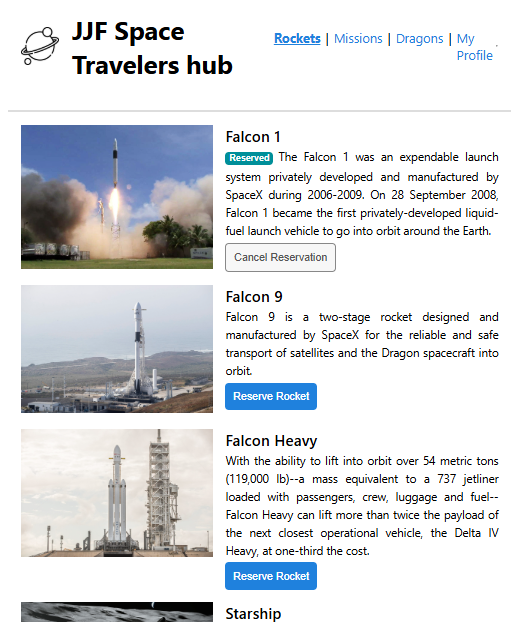 JJF Space
Travelers hub
Rockets | Missions | Dragons | My
Profile
Falcon 1
Reserved The Falcon 1 was an expendable launch
system privately developed and manufactured by
SpaceX during 2006-2009. On 28 September 2008,
Falcon 1 became the first privately-developed liquid-
fuel launch vehicle to go into orbit around the Earth.
Cancel Reservation
Falcon 9
Falcon 9 is a two-stage rocket designed and
manufactured by SpaceX for the reliable and safe
transport of satellites and the Dragon spacecraft into
orbit.
Reserve Rocket
Falcon Heavy
With the ability to lift into orbit over 54 metric tons
(119,000 lb)--a mass equivalent to a 737 jetliner
loaded with passengers, crew, luggage and fuel--
Falcon Heavy can lift more than twice the payload of
the next closest operational vehicle, the Delta IV
Heavy, at one-third the cost.
Reserve Rocket
Starship